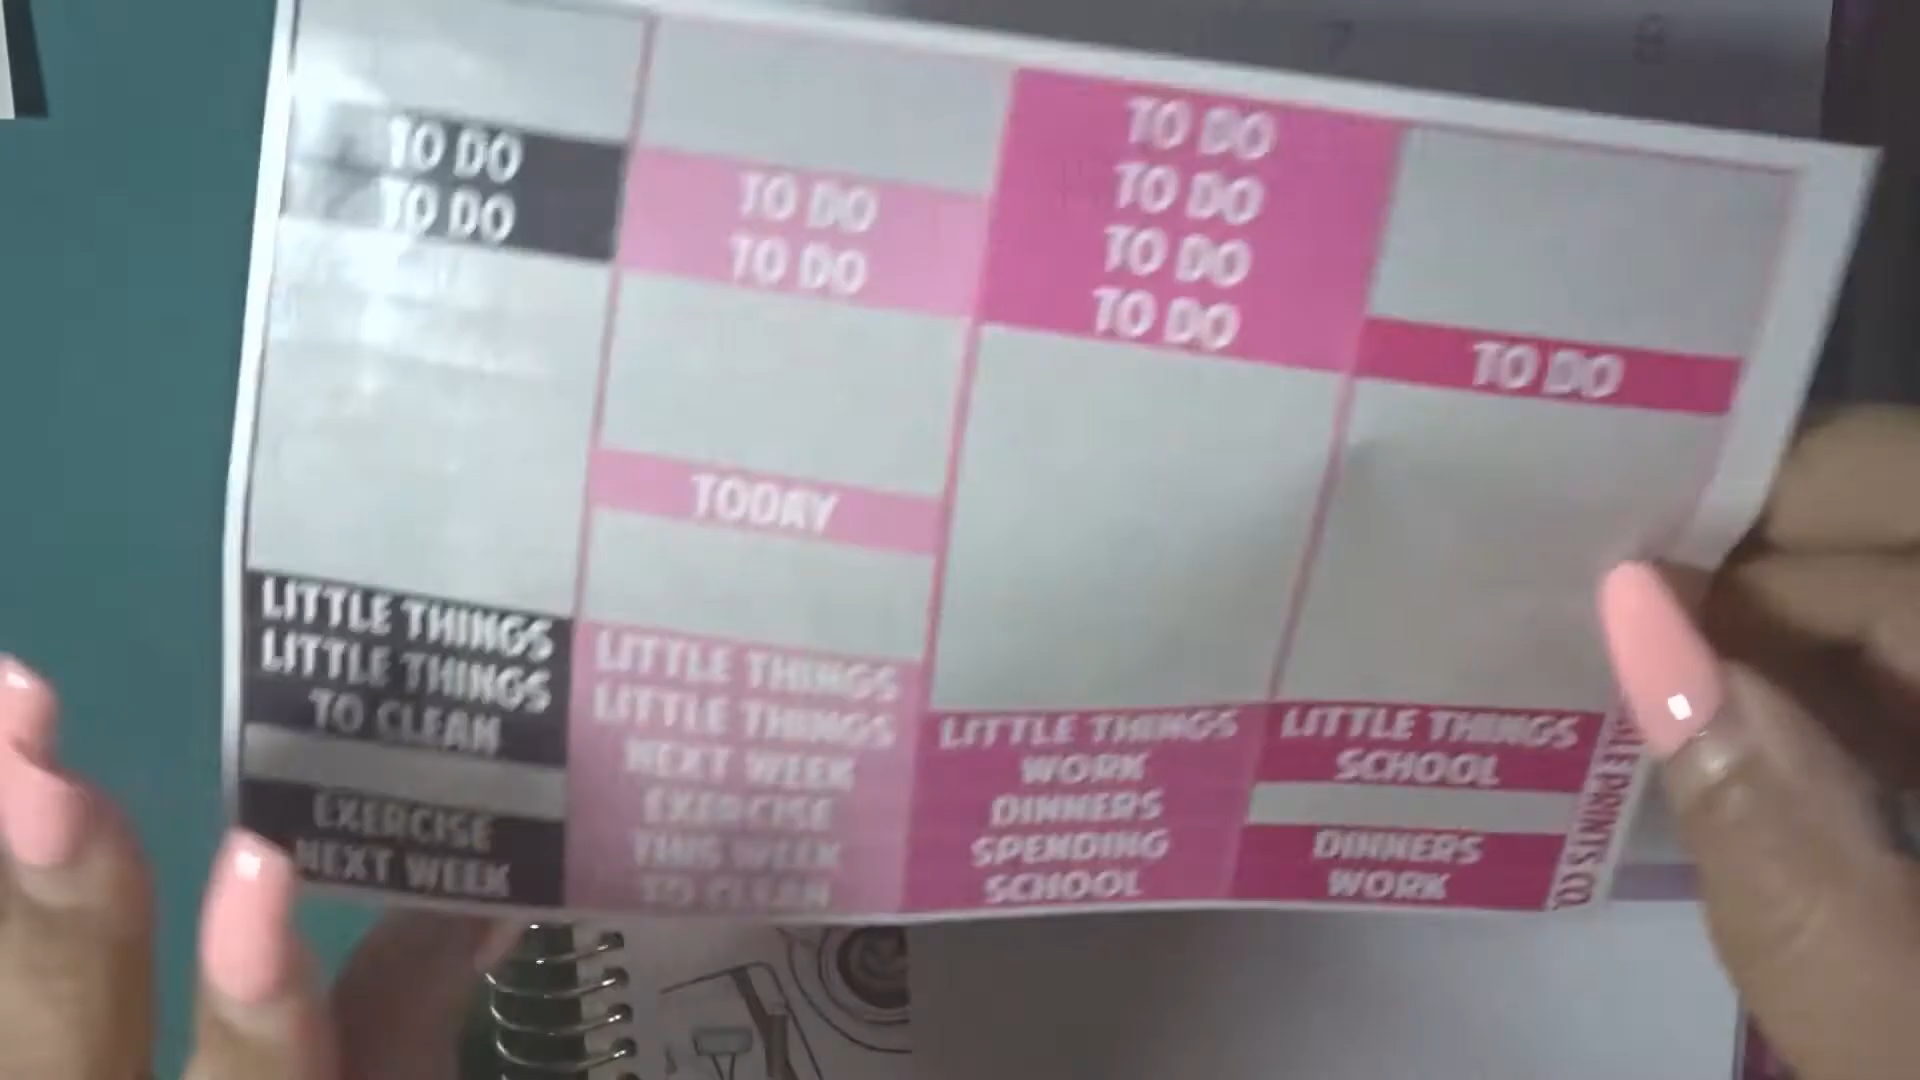 7
8
TO DO
TO DO
LITTLE THINGS
LITTLE THINGS
TO CLEAN
EXERCISE
NEXT WEEK
TO DO
TO DO
TODAY
LITTLE THINGS
LITTLE THINGS
NEXT WEEK
EXERCISE
THIS WEEK
TO CLEAN
TO DO
TO DO
TO DO
TO DO
LITTLE THINGS
WORK
DINNERS
SPENDING
SCHOOL
TO DO
LITTLE THINGS
SCHOOL
DINNERS
WORK